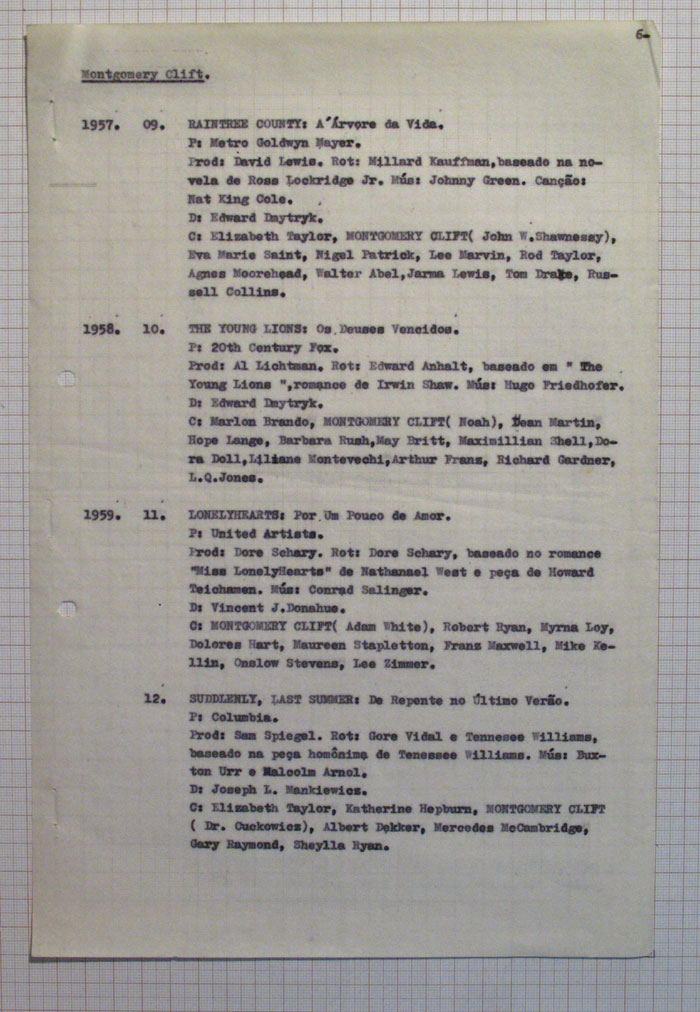 6-
Montgomery Clift.
1957. 09. RAINTREE COUNTY: A´Árvore da Vida.
P: Metro Goldwyn Mayer.
Prod: David Lewis. Rot: Millard Kauffman,baseado na no-
vela de Ross Lockridge Jr. Mús: Johnny Green. Canção:
Nat King Cole.
D: Edward Dmytryk.
C: Elizabeth Taylor, MONTGOMERY CLIFT( John W.Shawnessy),
Eva Marie Saint, Nigel Patrick, Lee Marvin, Rod Taylor,
Agnes Moorehead, Walter Abel,Jarma Lewis, Tom Drake, Rus-
sell Collins.
1958. 10. THE YOUNG LIONS: Os Deuses Vencidos.
P: 20th Century Fox.
Prod: Al Lichtman. Rot: Edward Anhalt, baseado em " The
Young Lions ",romance de Irwin Shaw. Mús: Hugo Friedhofer.
D: Edward Dmytryk.
C: Marlon Brando, MONTGOMERY CLIFT( Noah), Dean Martin,
Hope Lange, Barbara Rush,May Britt, Maximillian Shell,Do-
ra Doll,Liliane Montevechi,Arthur Franz, Richard Gardner,
L.Q.Jones.
1959. 11. LONELYHEARTS: Por Um Pouco de Amor.
P: United Artists.
Prod: Dore Schary. Rot: Dore Schary, baseado no romance
"Miss LonelyHearts" de Nathanael West e peça de Howard
Teichamen. Mús: Conrad Salinger.
D: Vincent J.Donahue.
C: MONTGOMERY CLIFT( Adam White), Robert Ryan, Myrna Loy,
Dolores Hart, Maureen Stapletton, Franz Maxwell, Mike Ke-
llin, Onslow Stevens, Lee Zimmer.
12. SUDDLENLY, LAST SUMMER: De Repente no Último Verão.
P: Columbia.
Prod: Sam Spiegel. Rot: Gore Vidal e Tennesee Williams,
baseado na peça homônima de Tenessee Williams. Mús: Bux-
ton Urr e Malcolm Arnol.
D: Joseph L. Mankiewicz.
C: Elizabeth Taylor, Katherine Hepburn, MONTGOMERY CLIFT
( Dr. Cuckowicz), Albert Dekker, Mercedes McCambridge,
Gary Raymond, Sheylla Ryan.